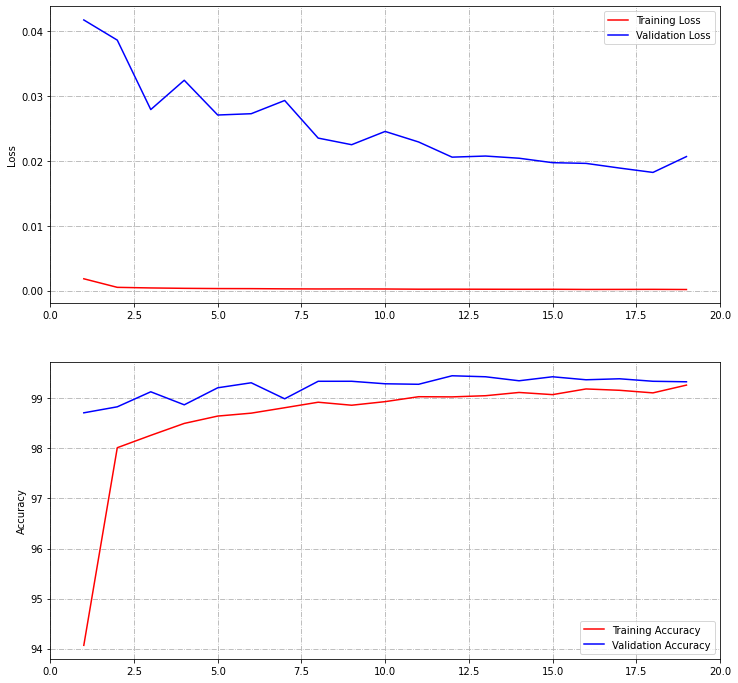 Training Loss
Validation Loss
0.04
0.03
0.02
0.01
0.00
Loss
0.0 2.5 5.0 7.5 10.0 12.5 15.0 17.5 20.0
99
98
97
96
95
94
Accuracy
Training Accuracy
Validation Accuracy
0.0 2.5 5.0 7.5 10.0 12.5 15.0 17.5 20.0